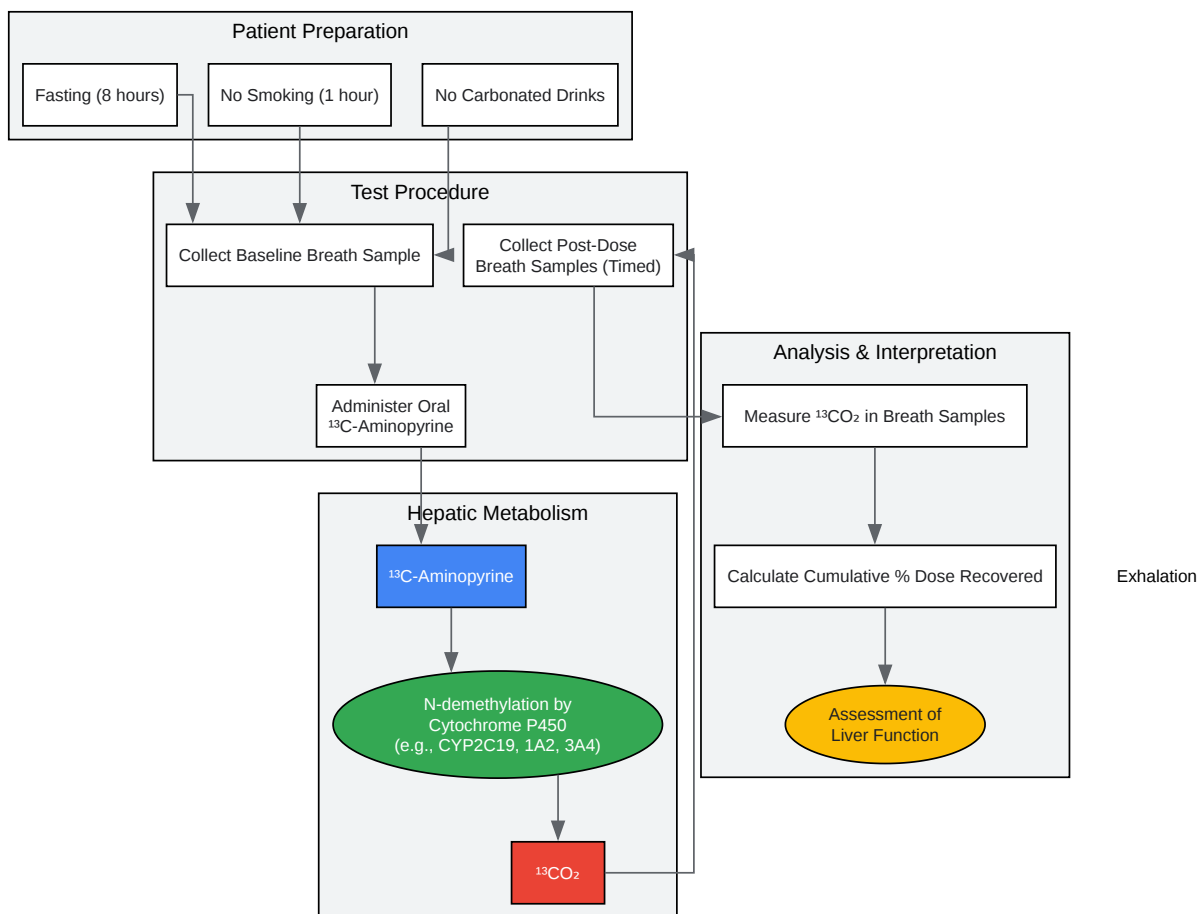 Patient Preparation
Fasting (8 hours)
No Smoking (1 hour)
No Carbonated Drinks
Test Procedure
Collect Baseline Breath Sample
Collect Post-Dose
Breath Samples (Timed)
Administer Oral
¹³C-Aminopyrine
Analysis & Interpretation
Measure ¹³CO₂ in Breath Samples
Calculate Cumulative % Dose Recovered
Assessment of
Liver Function
Exhalation
Hepatic Metabolism
¹³C-Aminopyrine
N-demethylation by
Cytochrome P450
(e.g., CYP2C19, 1A2, 3A4)
¹³CO₂